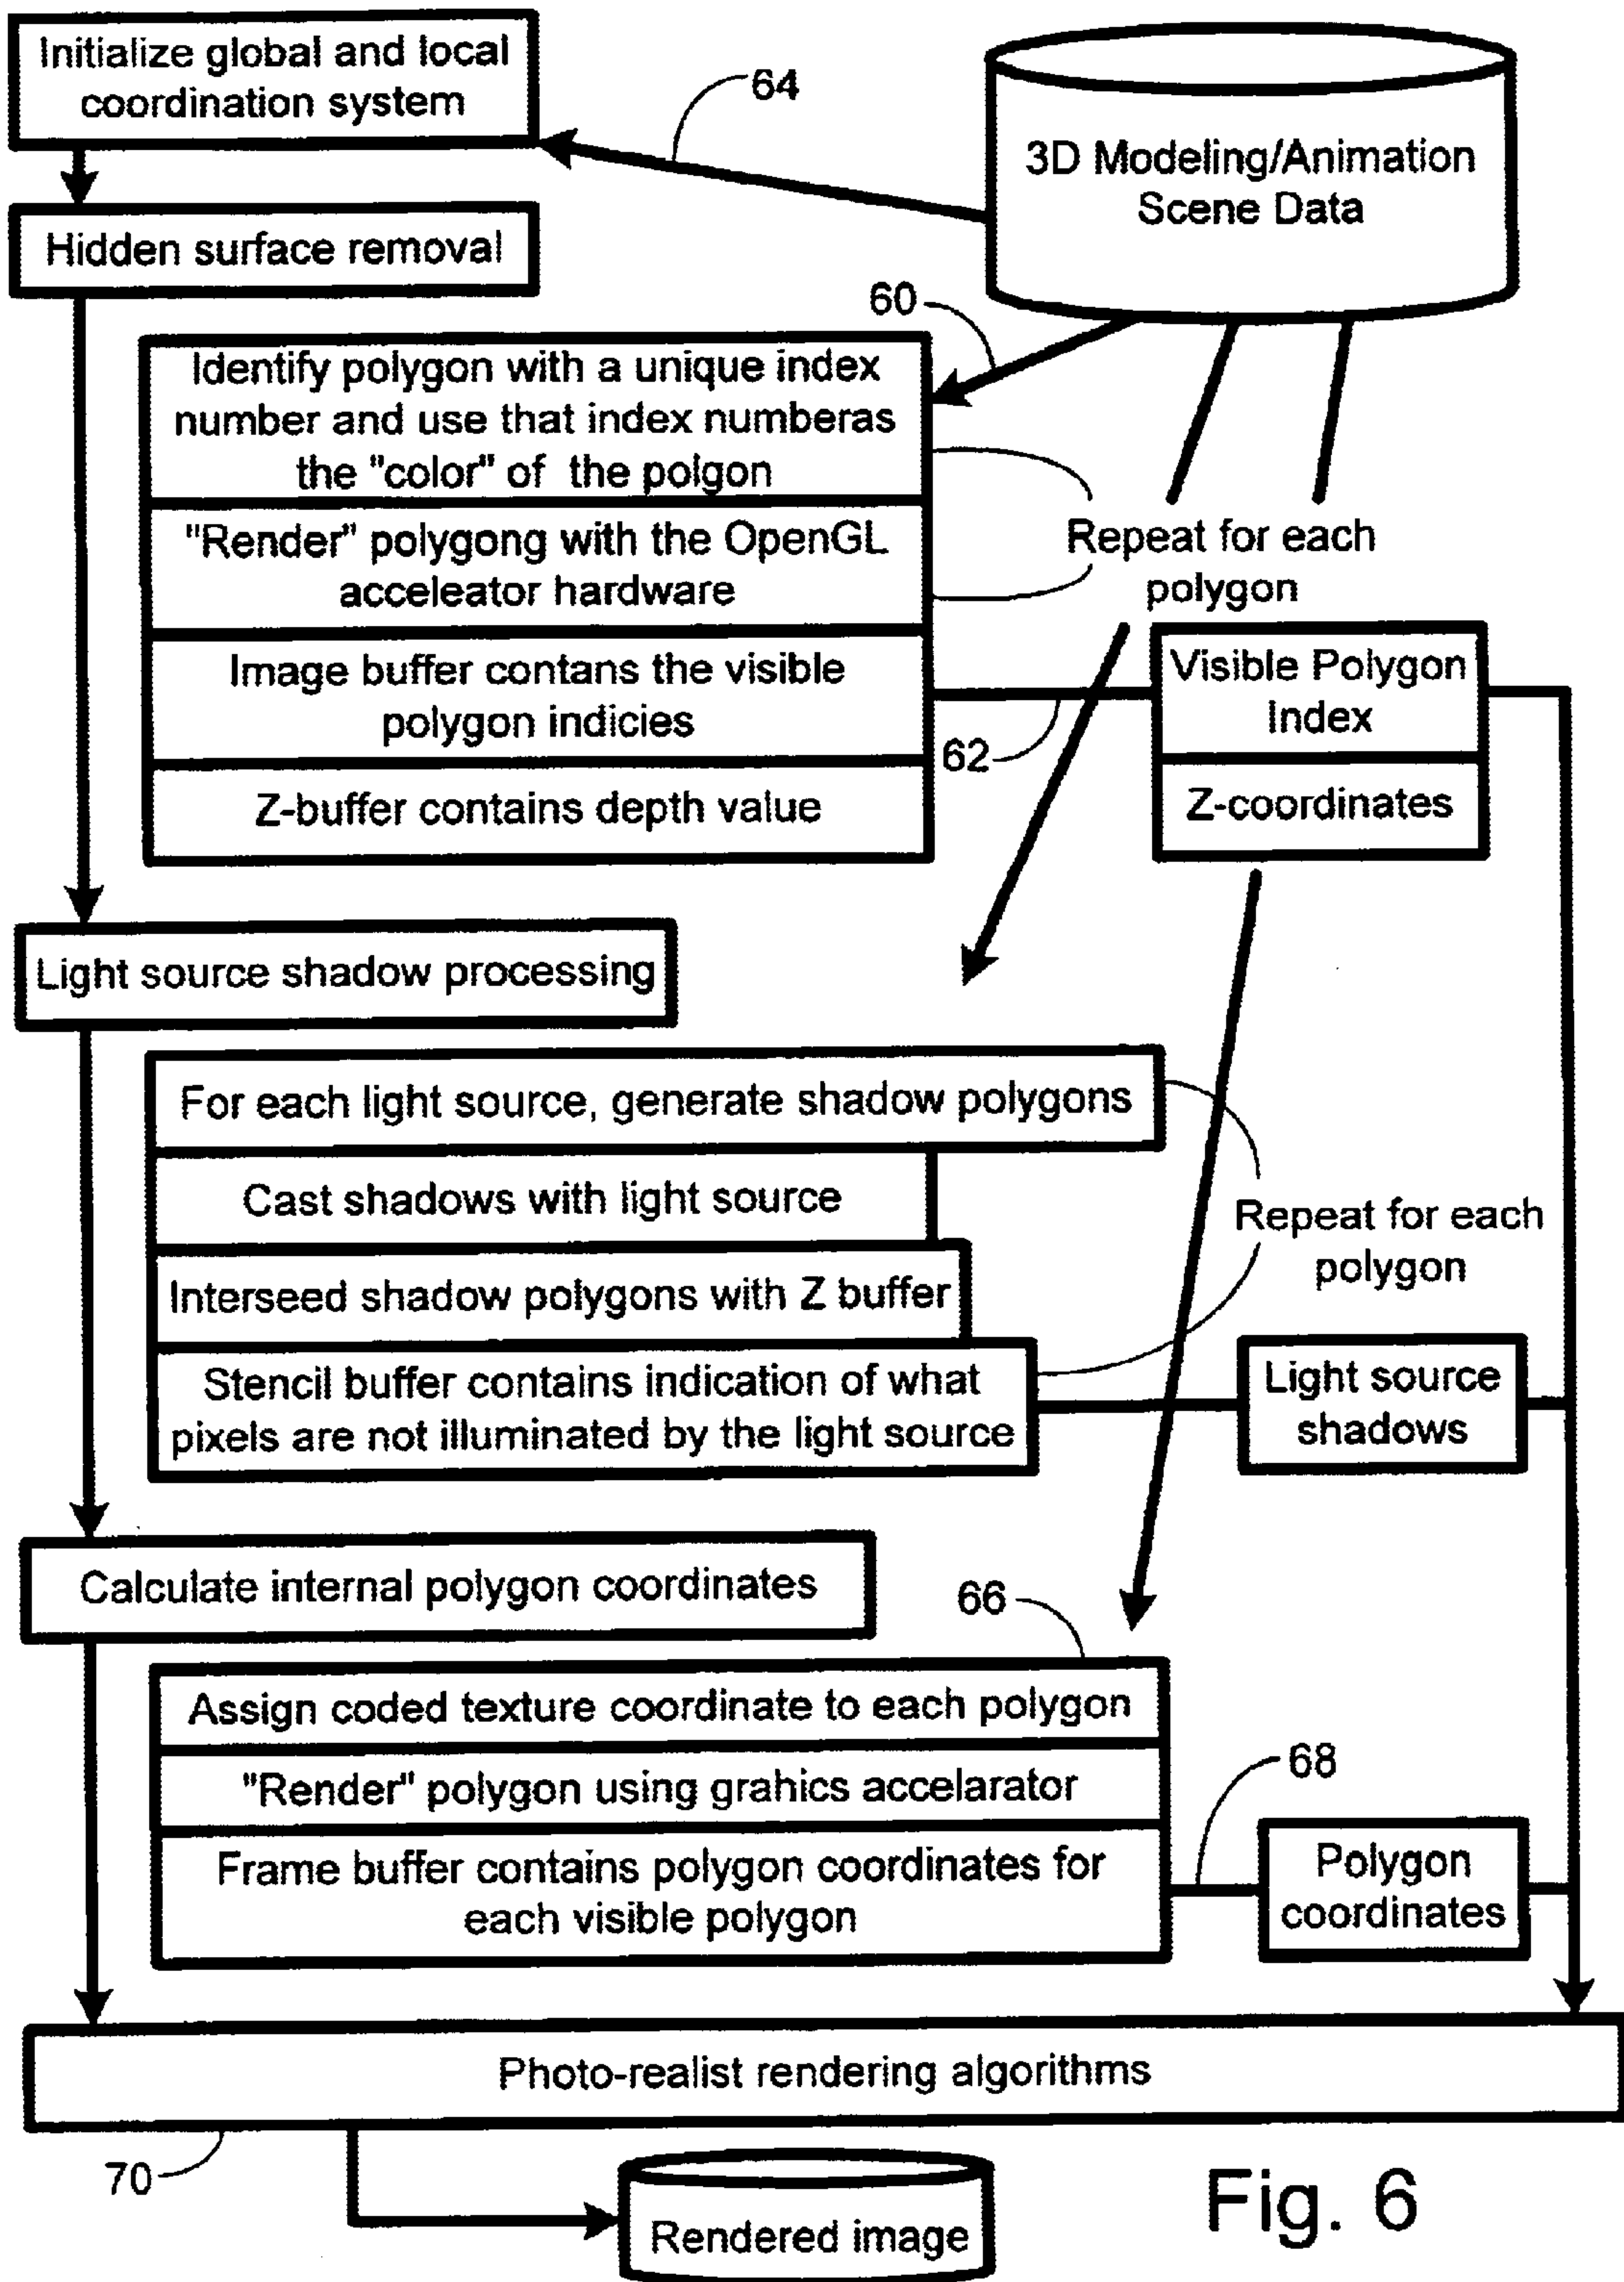 Initialize global and local
coordination system
64
3D Modeling/Animation
Scene Data
Hidden surface removal
60
Identify polygon with a unique index
number and use that index numberas
the "color" of the polgon
"Render" polygong with the OpenGL
acceleator hardware
Repeat for each
polygon
Image buffer contans the visible
polygon indicies
62
Visible Polygon
Index
Z-buffer contains depth value
Z-coordinates
Light source shadow processing
For each light source, generate shadow polygons
Cast shadows with light source
Interseed shadow polygons with Z buffer
Repeat for each
polygon
Stencil buffer contains indication of what
pixels are not illuminated by the light source
Light source
shadows
Calculate internal polygon coordinates
66
Assign coded texture coordinate to each polygon
"Render" polygon using grahics accelarator
68
Frame buffer contains polygon coordinates for
each visible polygon
Polygon
coordinates
Photo-realist rendering algorithms
70
Rendered image
Fig. 6